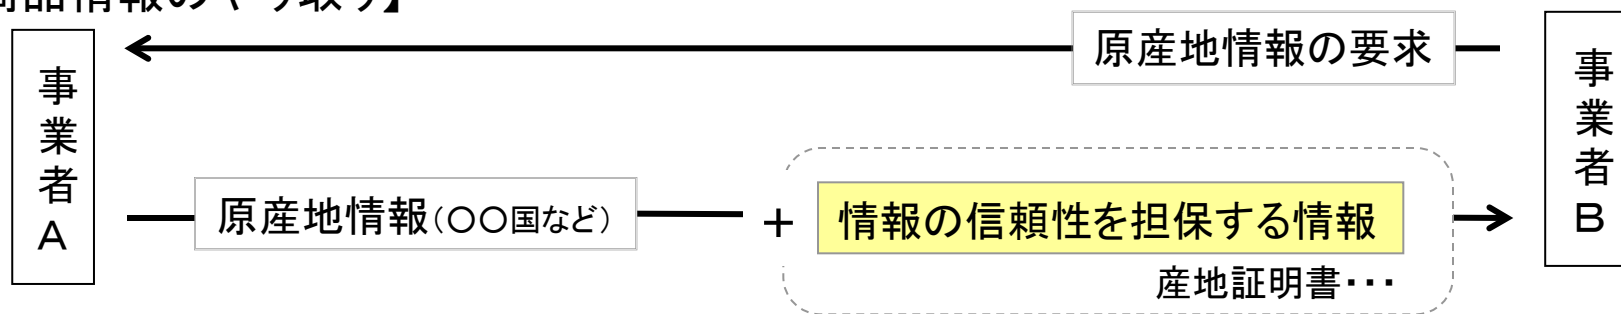 商品情報のやり取り】
事業者A
原産地情報の要求
事業者B
原産地情報(〇〇国など)
+
情報の信頼性を担保する情報
産地証明書・・・